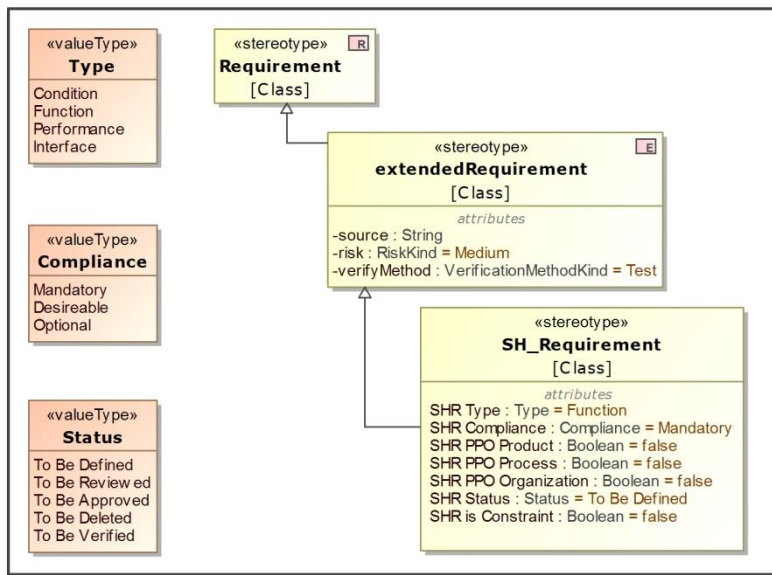 «valueType»
Type
Condition
Function
Performance
Interface
«stereotype»
R
Requirement
[Class]
«stereotype»
E
extendedRequirement
[Class]
attributes
-source : String
-risk : RiskKind = Medium
-verifyMethod : VerificationMethodKind = Test
«valueType»
Compliance
Mandatory
Desireable
Optional
«stereotype»
SH_Requirement
[Class]
attributes
SHR Type : Type = Function
SHR Compliance : Compliance = Mandatory
SHR PPO Product : Boolean = false
SHR PPO Process : Boolean = false
SHR PPO Organization : Boolean = false
SHR Status : Status = To Be Defined
SHR is Constraint : Boolean = false
«valueType»
Status
To Be Defined
To Be Reviewed
To Be Approved
To Be Deleted
To Be Verified